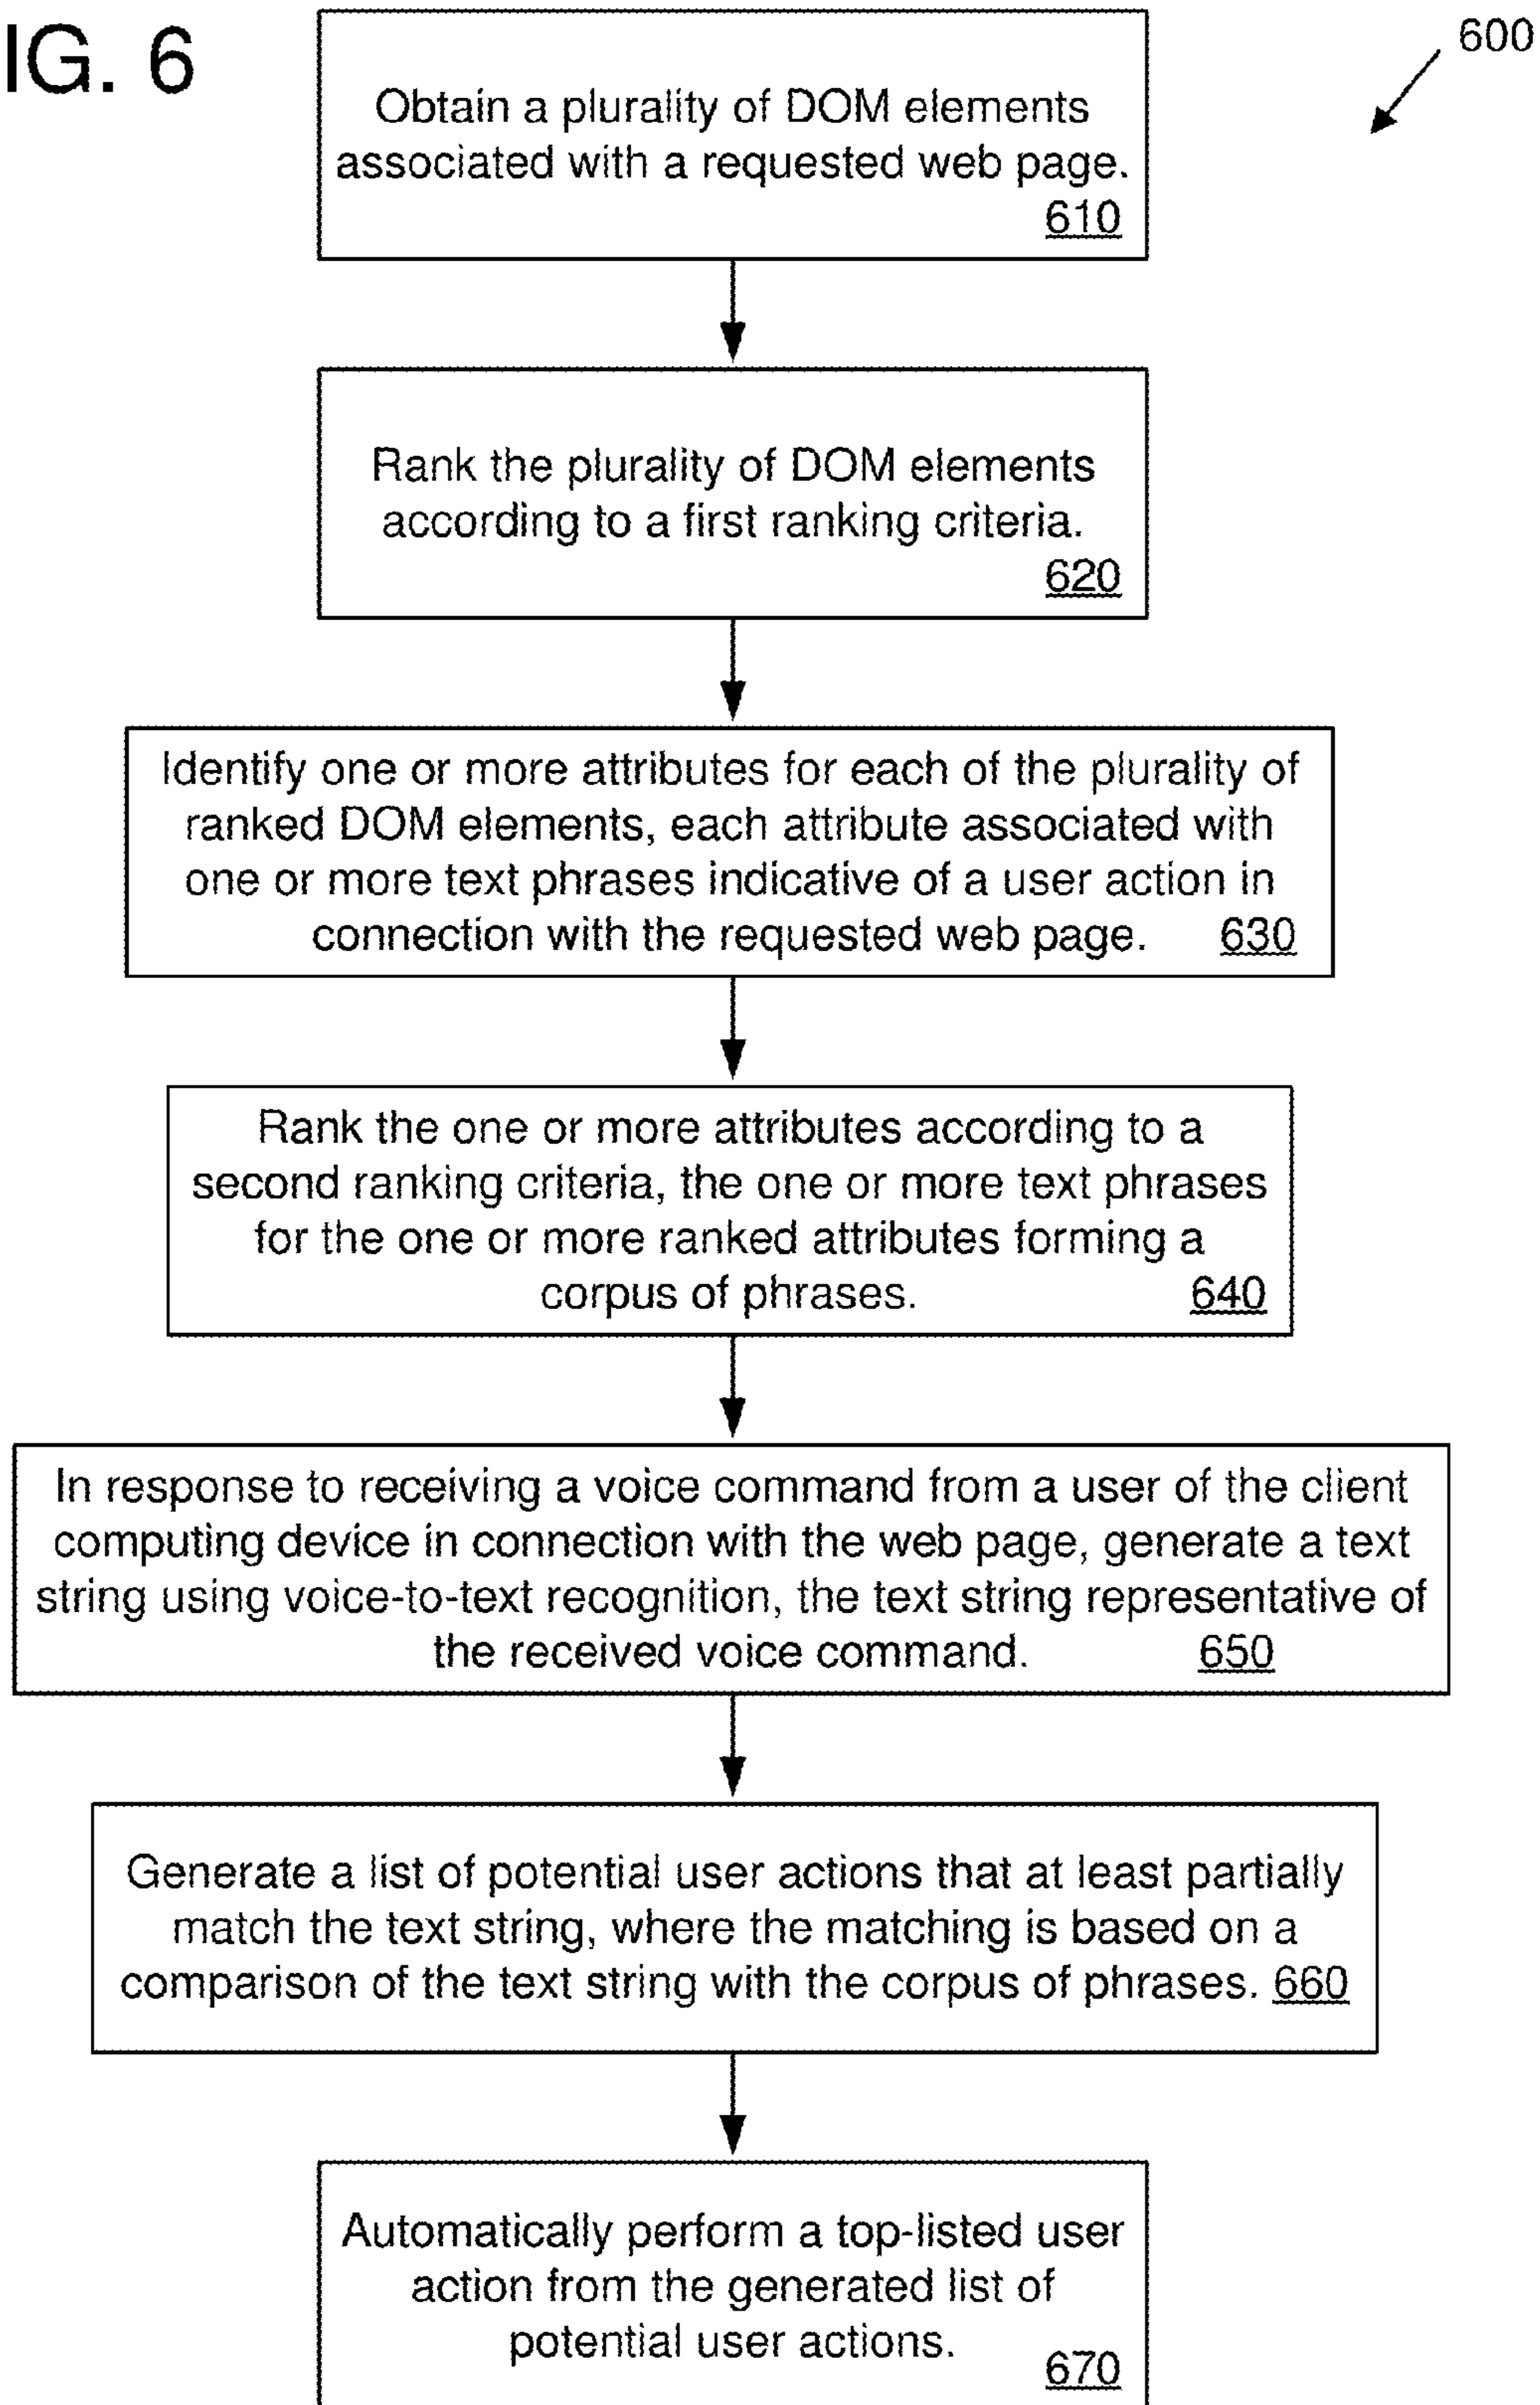 IG. 6
600
Obtain a plurality of DOM elements
associated with a requested web page.
610
Rank the plurality of DOM elements
according to a first ranking criteria.
620
Identify one or more attributes for each of the plurality of
ranked DOM elements, each attribute associated with
one or more text phrases indicative of a user action in
connection with the requested web page. 630
Rank the one or more attributes according to a
second ranking criteria, the one or more text phrases
for the one or more ranked attributes forming a
corpus of phrases. 640
In response to receiving a voice command from a user of the client
computing device in connection with the web page, generate a text
string using voice-to-text recognition, the text string representative of
the received voice command. 650
Generate a list of potential user actions that at least partially
match the text string, where the matching is based on a
comparison of the text string with the corpus of phrases. 660
Automatically perform a top-listed user
action from the generated list of
potential user actions.
670